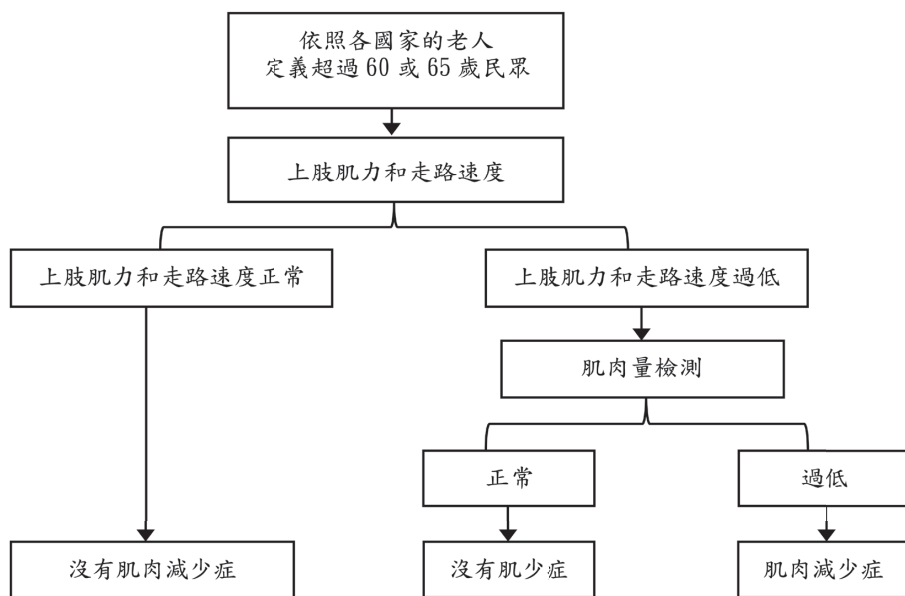 依照各國家的老人
定義超過 60 或 65 歲民眾
上肢肌力和走路速度
上肢肌力和走路速度正常
上肢肌力和走路速度過低
肌肉量檢測
正常
過低
沒有肌肉減少症
沒有肌少症
肌肉減少症